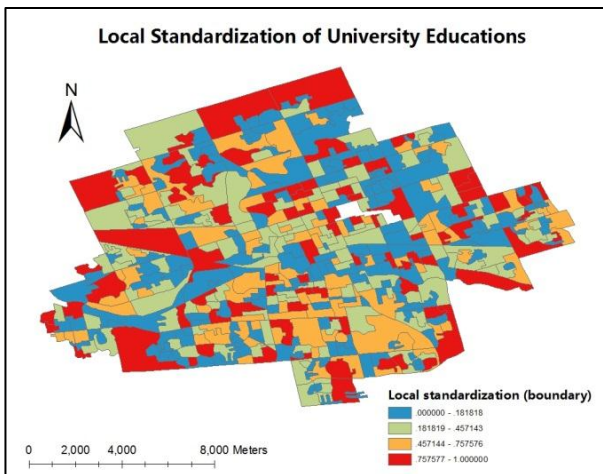 Local Standardization of University Educations
N
Local standardization (boundary)
.000000 - .181818
.181819 - .457143
.457144 - .757576
.757577 - 1.000000
0 2,000 4,000 8,000 Meters